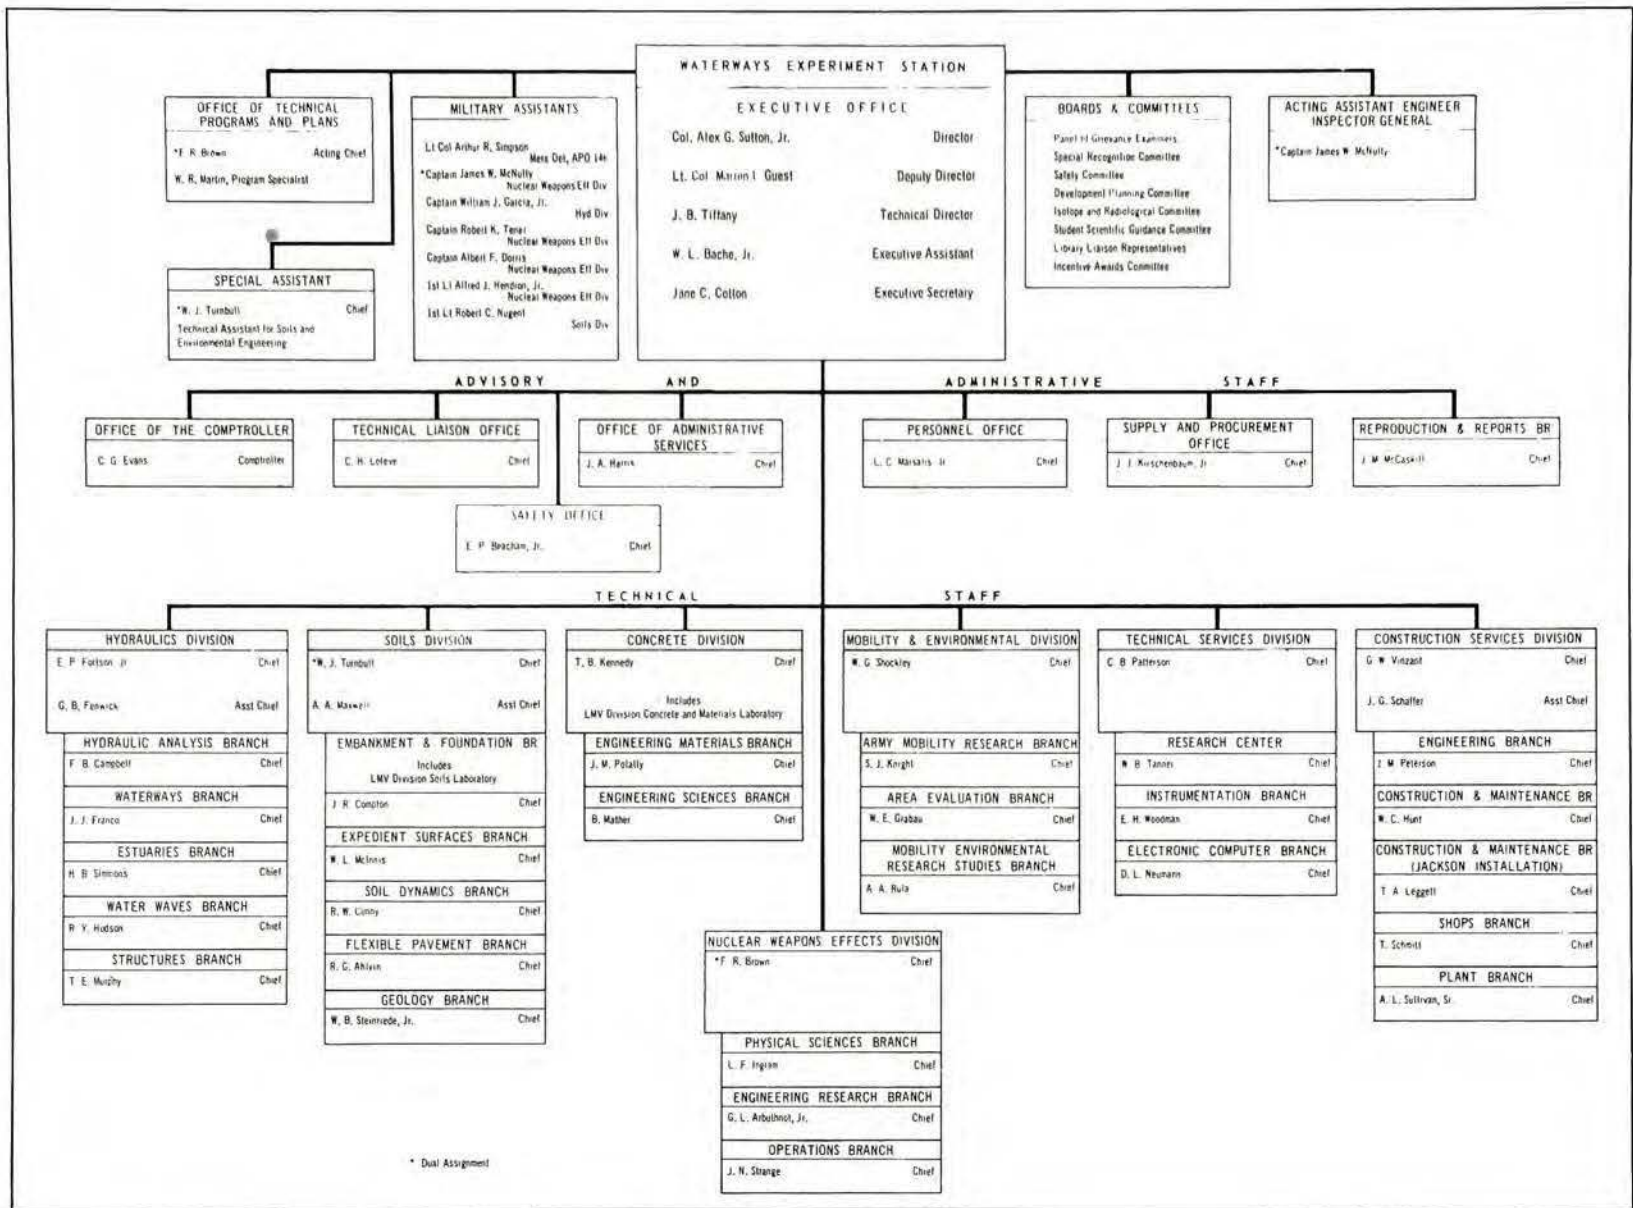 WATERWAYS EXPERIMENT STATION
EXECUTIVE OFFICE
Col. Alex G. Sutton, Jr. Director
Lt. Col. Marion I. Guest Deputy Director
J. B. Tiffany Technical Director
W. L. Bache, Jr. Executive Assistant
Jane C. Cotton Executive Secretary
OFFICE OF TECHNICAL
PROGRAMS AND PLANS
*F. R. Brown Acting Chief
W. R. Martin, Program Specialist
SPECIAL ASSISTANT
*W. J. Turnbull Chief
Technical Assistant for Soils and
Environmental Engineering
MILITARY ASSISTANTS
Lt Col Arthur R. Simpson
Mers Det, APO 146
*Captain James W. McNulty
Nuclear Weapons Eff Div
Captain William J. Garcia, Jr.
Hyd Div
Captain Robert K. Tener
Nuclear Weapons Eff Div
Captain Albert F. Dorris
Nuclear Weapons Eff Div
1st Lt Alfred J. Hendron, Jr.
Nuclear Weapons Eff Div
1st Lt Robert C. Nugent
Soils Div
BOARDS & COMMITTEES
Panel of Grievance Examiners
Special Recognition Committee
Safety Committee
Development Planning Committee
Isotope and Radiological Committee
Student Scientific Guidance Committee
Library Liaison Representatives
Incentive Awards Committee
ACTING ASSISTANT ENGINEER
INSPECTOR GENERAL
*Captain James W. McNulty
ADVISORY AND ADMINISTRATIVE STAFF
OFFICE OF THE COMPTROLLER
C. G. Evans Comptroller
TECHNICAL LIAISON OFFICE
C. H. Chief
OFFICE OF ADMINISTRATIVE
SERVICES
J. A. Harris Chief
PERSONNEL OFFICE
L. C. Marsalis Jr Chief
SUPPLY AND PROCUREMENT
OFFICE
J. J. Kirschenbaum, Jr. Chief
REPRODUCTION & REPORTS BR
J. M. McCaskill Chief
SAFETY OFFICE
E. P. Beacham, Jr. Chief
TECHNICAL STAFF
HYDRAULICS DIVISION
E. P. Fortson Jr Chief
G. B. Fenwick Asst Chief
HYDRAULIC ANALYSIS BRANCH
F. B. Campbell Chief
WATERWAYS BRANCH
J. J. Franco Chief
ESTUARIES BRANCH
H. B. Simmons Chief
WATER WAVES BRANCH
R. Y. Hudson Chief
STRUCTURES BRANCH
T. E. Murphy Chief
SOILS DIVISION
*W. J. Turnbull Chief
A. A. Maxwell Asst Chief
EMBANKMENT & FOUNDATION BR
Includes
LMV Division Soils Laboratory
J. R. Compton Chief
EXPEDIENT SURFACES BRANCH
W. L. McInnis Chief
SOIL DYNAMICS BRANCH
R. W. Cunny Chief
FLEXIBLE PAVEMENT BRANCH
R. G. Ahlvin Chief
GEOLOGY BRANCH
W. B. Steinriede, Jr. Chief
CONCRETE DIVISION
T. B. Kennedy Chief
Includes
LMV Division Concrete and Materials Laboratory
ENGINEERING MATERIALS BRANCH
J. M. Polatty Chief
ENGINEERING SCIENCES BRANCH
B. Mather Chief
NUCLEAR WEAPONS EFFECTS DIVISION
*F. R. Brown Chief
PHYSICAL SCIENCES BRANCH
L. F. Ingram Chief
ENGINEERING RESEARCH BRANCH
G. L. Arbuthnot, Jr. Chief
OPERATIONS BRANCH
J. N. Strange Chief
MOBILITY & ENVIRONMENTAL DIVISION
W. G. Shockley Chief
ARMY MOBILITY RESEARCH BRANCH
S. J. Knight Chief
AREA EVALUATION BRANCH
W. E. Grabau Chief
MOBILITY ENVIRONMENTAL
RESEARCH STUDIES BRANCH
A. A. Rula Chief
TECHNICAL SERVICES DIVISION
C. B. Patterson Chief
RESEARCH CENTER
W. B. Tanner Chief
INSTRUMENTATION BRANCH
E. H. Woodman Chief
ELECTRONIC COMPUTER BRANCH
D. L. Neumann Chief
CONSTRUCTION SERVICES DIVISION
G. W. Vinzant Chief
J. G. Schaffer Asst Chief
ENGINEERING BRANCH
J. M. Peterson Chief
CONSTRUCTION & MAINTENANCE BR
W. C. Hunt Chief
CONSTRUCTION & MAINTENANCE BR
(JACKSON INSTALLATION)
T. A. Leggett Chief
SHOPS BRANCH
T. Schmitt Chief
PLANT BRANCH
A. L. Sullivan, Sr. Chief
* Dual Assignment